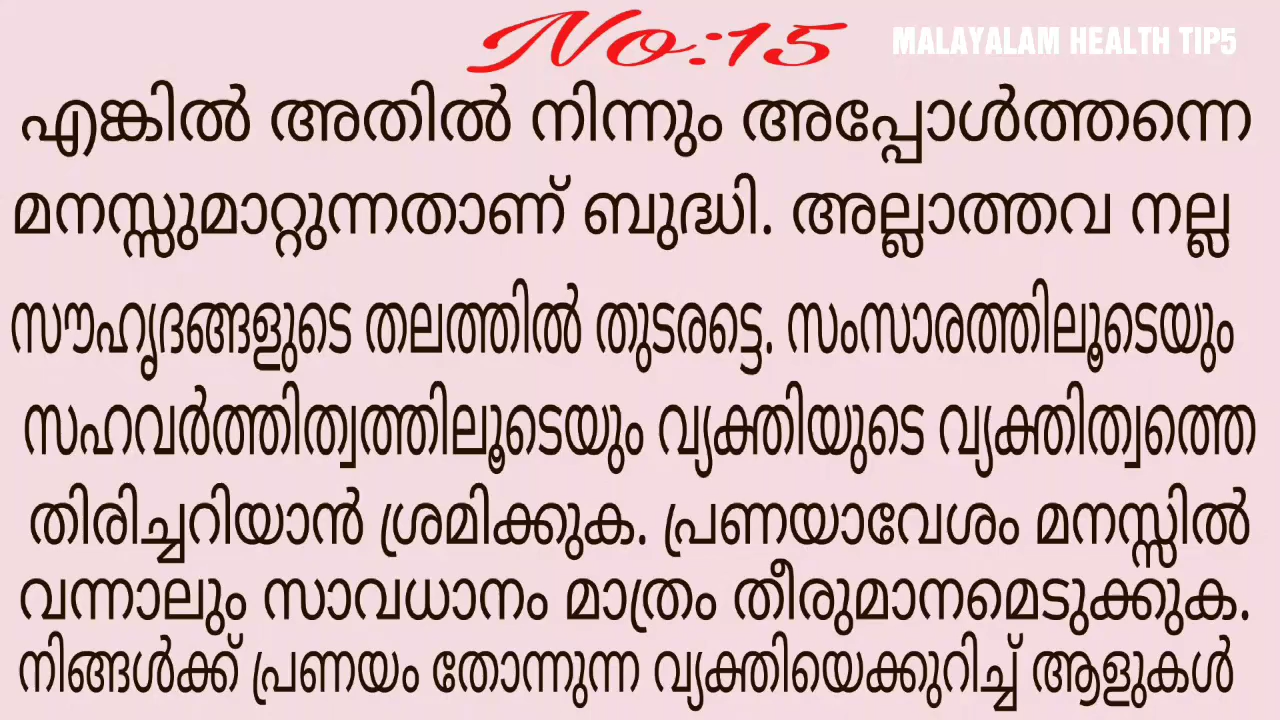 No:15
MALAYALAM HEALTH TIP5
എങ്കിൽ അതിൽ നിന്നും അപ്പോൾത്തന്നെ
മനസ്സുമാറ്റുന്നതാണ് ബുദ്ധി. അല്ലാത്തവ നല്ല
സൗഹൃദങ്ങളുടെ തലത്തിൽ തുടരട്ടെ. സംസാരത്തിലൂടെയും
സഹവർത്തിത്വത്തിലൂടെയും വ്യക്തിയുടെ വ്യക്തിത്വത്തെ
തിരിച്ചറിയാൻ ശ്രമിക്കുക. പ്രണയാവേശം മനസ്സിൽ
വന്നാലും സാവധാനം മാത്രം തീരുമാനമെടുക്കുക.
നിങ്ങൾക്ക് പ്രണയം തോന്നുന്ന വ്യക്തിയെക്കുറിച്ച് ആളുകൾ